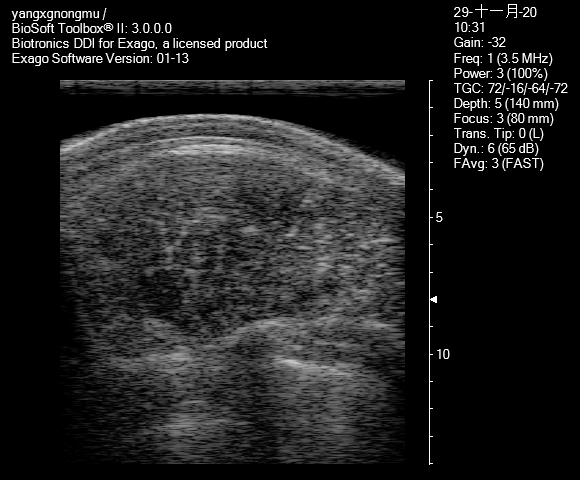 yangxgnongmu /
BioSoft Toolbox® II: 3.0.0.0
Biotronics DDI for Exago, a licensed product
Exago Software Version: 01-13
29-十一月-20
10:31
Gain: -32
Freq: 1 (3.5 MHz)
Power: 3 (100%)
TGC: 72/-16/-64/-72
Depth: 5 (140 mm)
Focus: 3 (80 mm)
Trans. Tip: 0 (L)
Dyn.: 6 (65 dB)
FAvg: 3 (FAST)
5
10